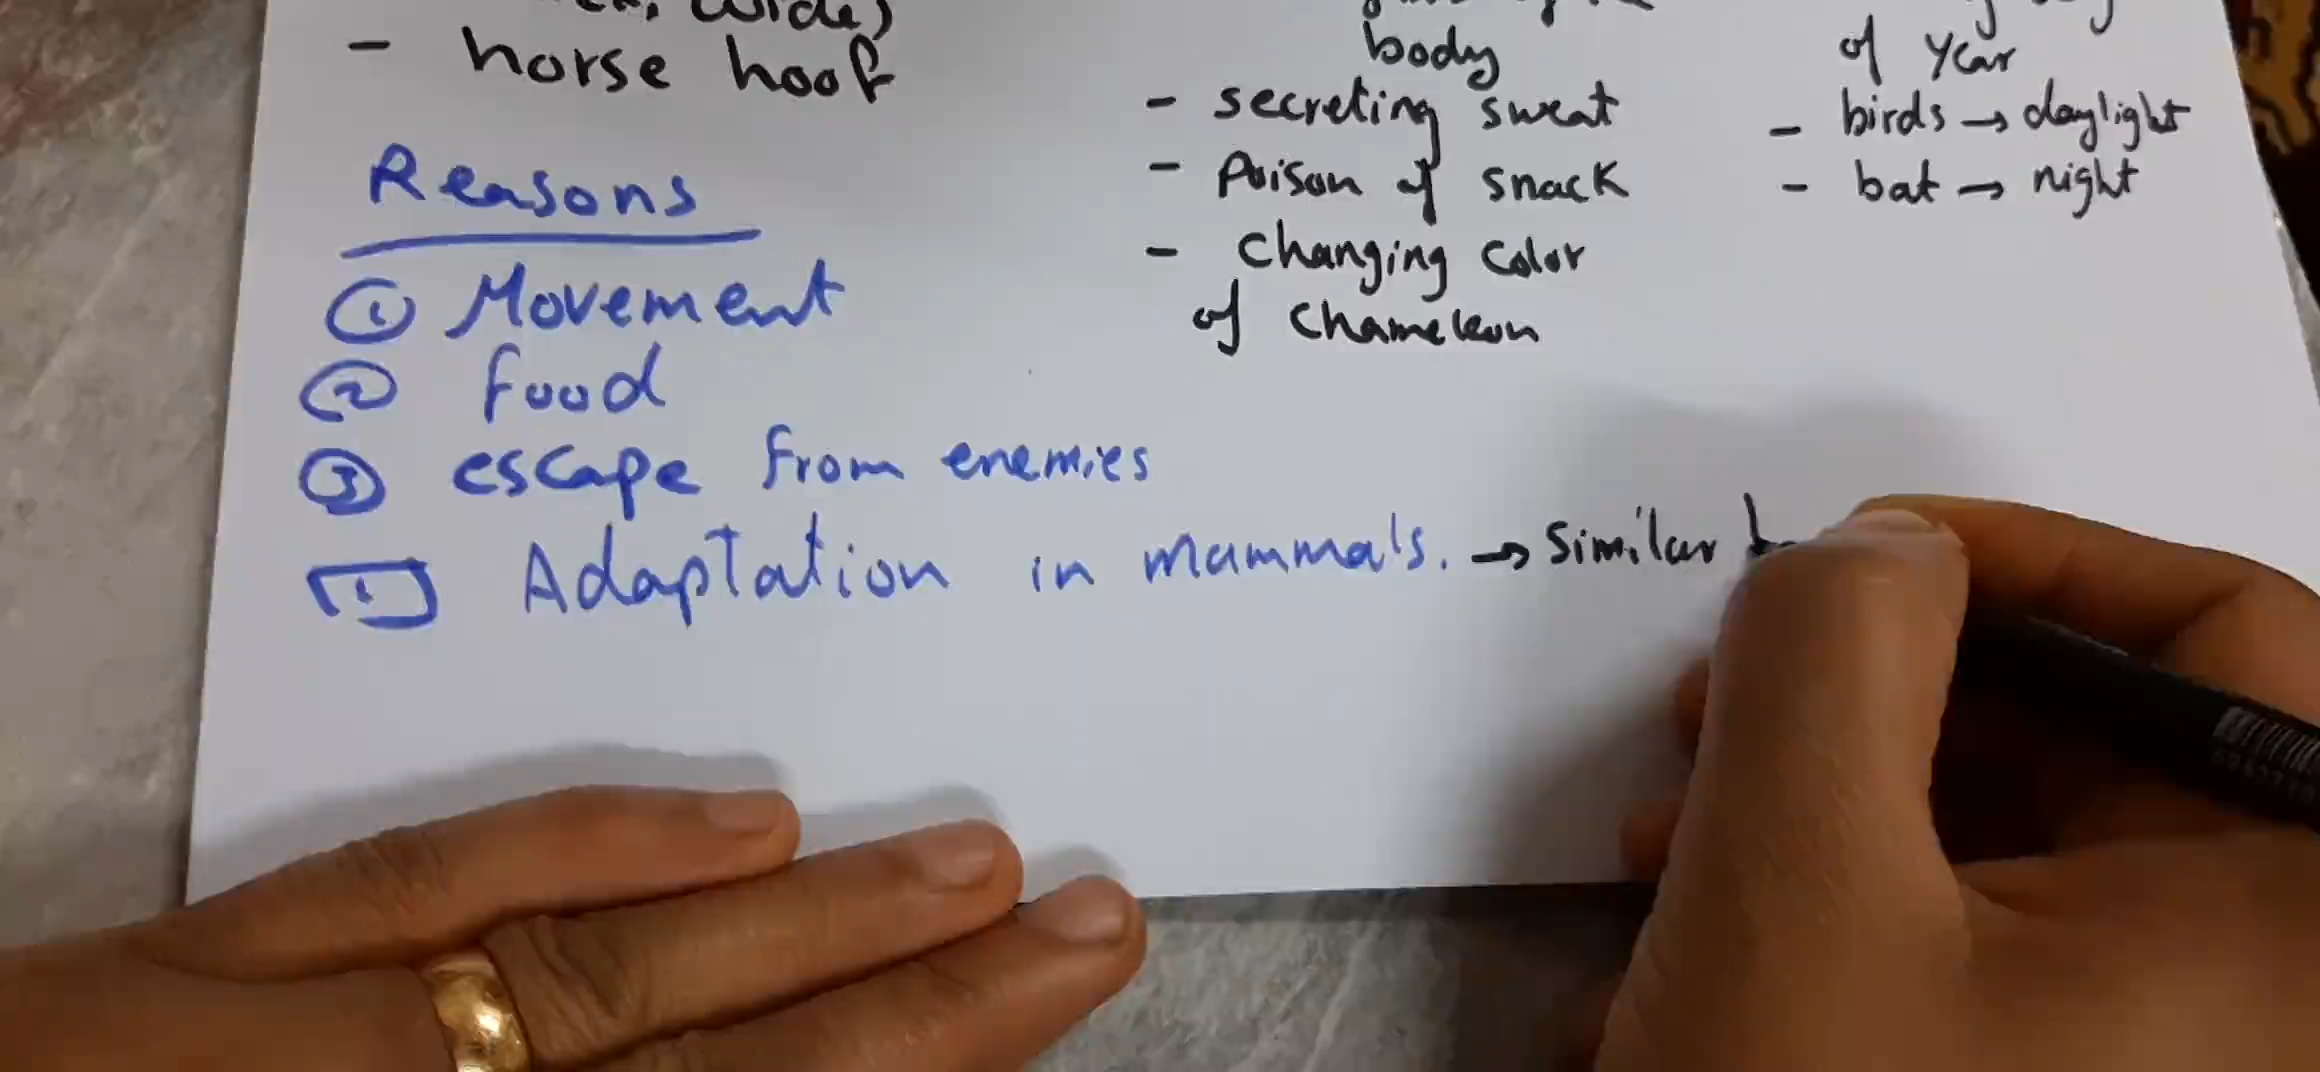 wide)
- horse hoof
body
- secreting sweat
- Poison of snack
- changing color
of chameleon
of year
- birds → daylight
- bat → night
Reasons
① Movement
② food
③ escape from enemies
1 Adaptation in mammals. → Similar